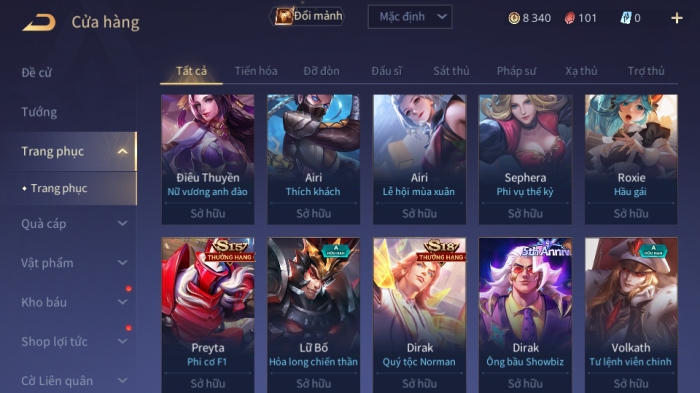 Cửa hàng
Đổi mảnh
Mặc định
8 340
101
0
Đề cử
Tướng
Trang phục
Trang phục
Quà cáp
Vật phẩm
Kho báu
Shop lợi tức
Cờ Liên quân
Tất cả Tiến hóa Đỡ đòn Đấu sĩ Sát thủ Pháp sư Xạ thủ Trợ thủ
Điêu Thuyền
Nữ vương anh đào
Sở hữu
Airi
Thích khách
Sở hữu
Airi
Lễ hội mùa xuân
Sở hữu
Sephera
Phi vụ thế kỷ
Sở hữu
Roxie
Hầu gái
Sở hữu
S15
THƯỞNG HẠNG
Preyta
Phi cơ F1
Sở hữu
A
HỮU HẠN
Lữ Bố
Hỏa long chiến thần
Sở hữu
S18
THƯỞNG HẠNG
Dirak
Quý tộc Norman
Sở hữu
5th Anniv
Dirak
Ông bầu Showbiz
Sở hữu
A
HỮU HẠN
Volkath
Tư lệnh viễn chinh
Sở hữu